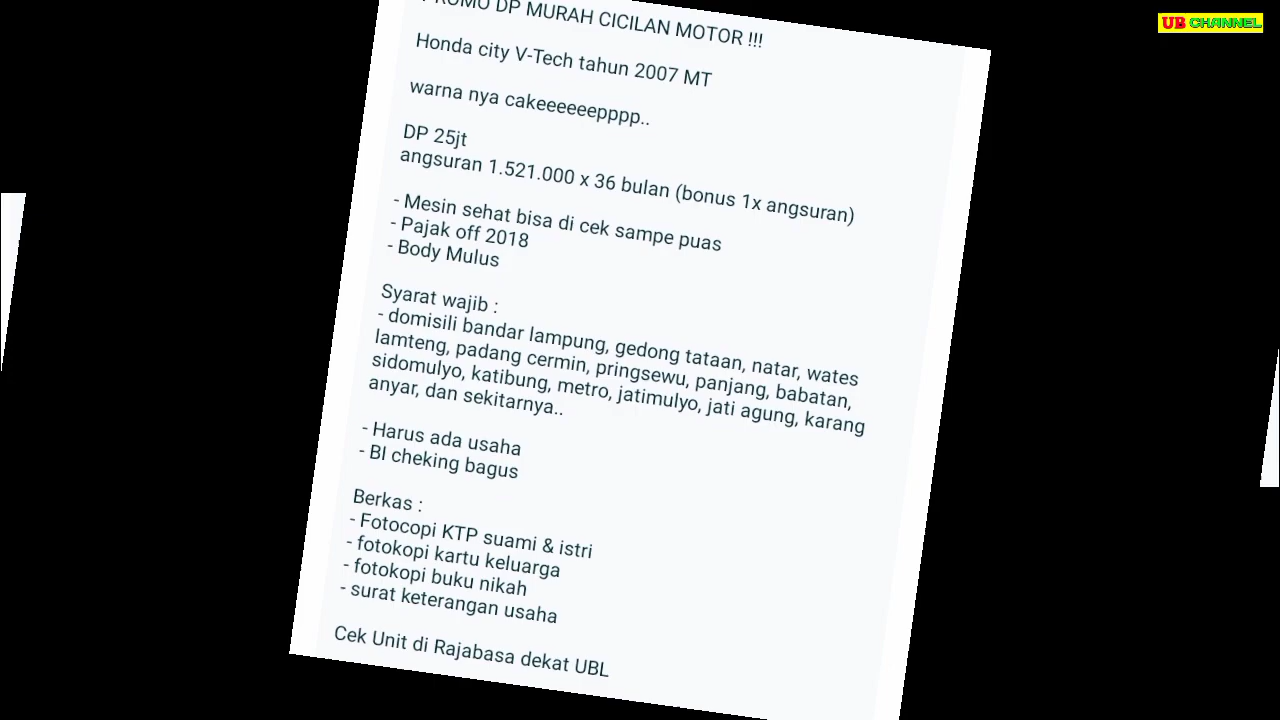 PROMO DP MURAH CICILAN MOTOR !!!
Honda city V-Tech tahun 2007 MT
warna nya cakeeeeeepppp..
DP 25jt
angsuran 1.521.000 x 36 bulan (bonus 1x angsuran)
- Mesin sehat bisa di cek sampe puas
- Pajak off 2018
- Body Mulus
Syarat wajib :
- domisili bandar lampung, gedong tataan, natar, wates
lamteng, padang cermin, pringsewu, panjang, babatan,
sidomulyo, katibung, metro, jatimulyo, jati agung, karang
anyar, dan sekitarnya..
- Harus ada usaha
- BI cheking bagus
Berkas :
- Fotocopi KTP suami & istri
- fotokopi kartu keluarga
- fotokopi buku nikah
- surat keterangan usaha
Cek Unit di Rajabasa dekat UBL
UB CHANNEL